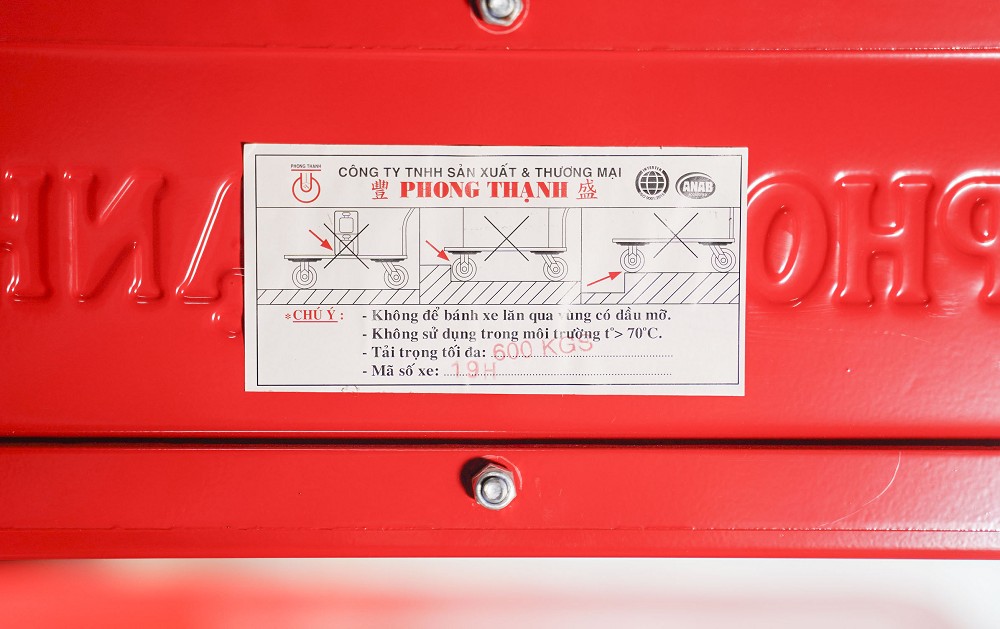 PHONG THẠNH
CÔNG TY TNHH SẢN XUẤT & THƯƠNG MẠI
豐 PHONG THẠNH 盛
ANAB
*CHÚ Ý : - Không để bánh xe lăn qua vùng có dầu mỡ.
- Không sử dụng trong môi trường t°> 70°C.
- Tải trọng tối đa: 600 KGS
- Mã số xe: 19H